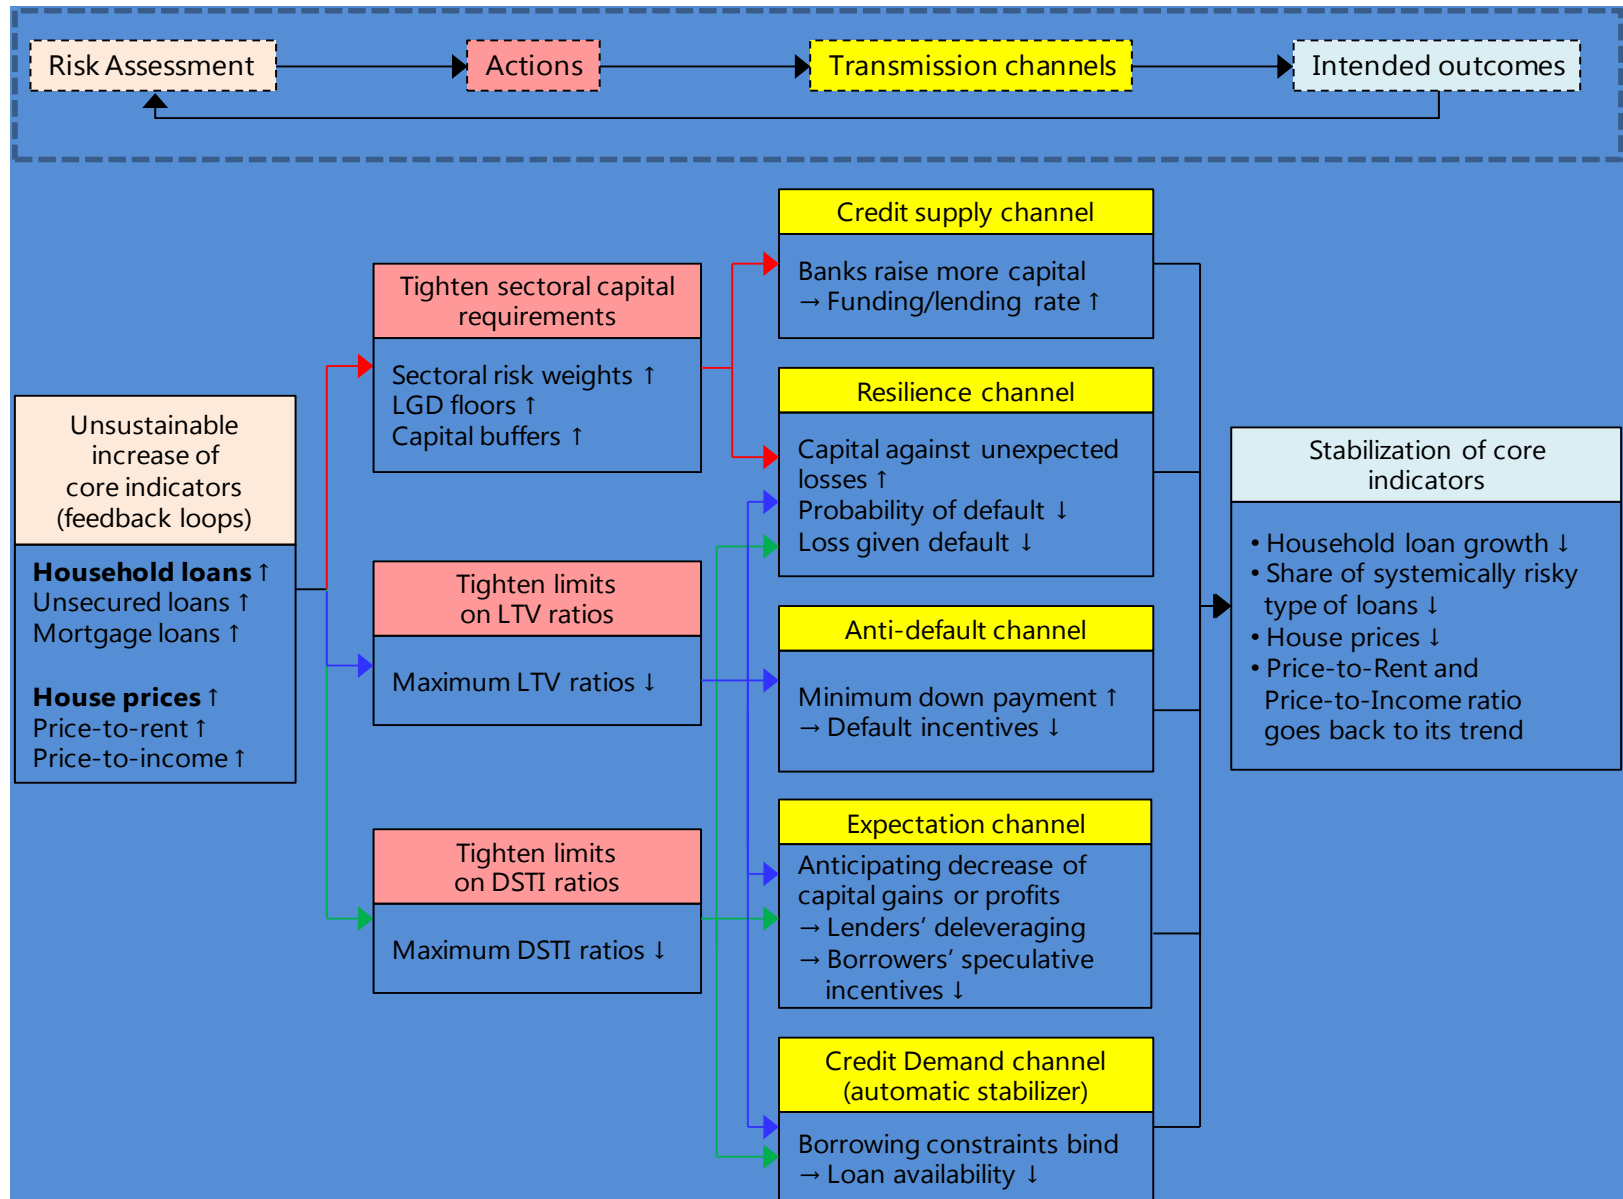 Risk Assessment
Actions
Transmission channels
Intended outcomes
Unsustainable
increase of
core indicators
(feedback loops)
Household loans ↑
Unsecured loans ↑
Mortgage loans ↑
House prices ↑
Price-to-rent ↑
Price-to-income ↑
Tighten sectoral capital
requirements
Sectoral risk weights ↑
LGD floors ↑
Capital buffers ↑
Tighten limits
on LTV ratios
Maximum LTV ratios ↓
Tighten limits
on DSTI ratios
Maximum DSTI ratios ↓
Credit supply channel
Banks raise more capital
→ Funding/lending rate ↑
Resilience channel
Capital against unexpected
losses ↑
Probability of default ↓
Loss given default ↓
Anti-default channel
Minimum down payment ↑
→ Default incentives ↓
Expectation channel
Anticipating decrease of
capital gains or profits
→ Lenders’ deleveraging
→ Borrowers’ speculative
incentives ↓
Credit Demand channel
(automatic stabilizer)
Borrowing constraints bind
→ Loan availability ↓
Stabilization of core
indicators
• Household loan growth ↓
• Share of systemically risky
type of loans ↓
• House prices ↓
• Price-to-Rent and
Price-to-Income ratio
goes back to its trend